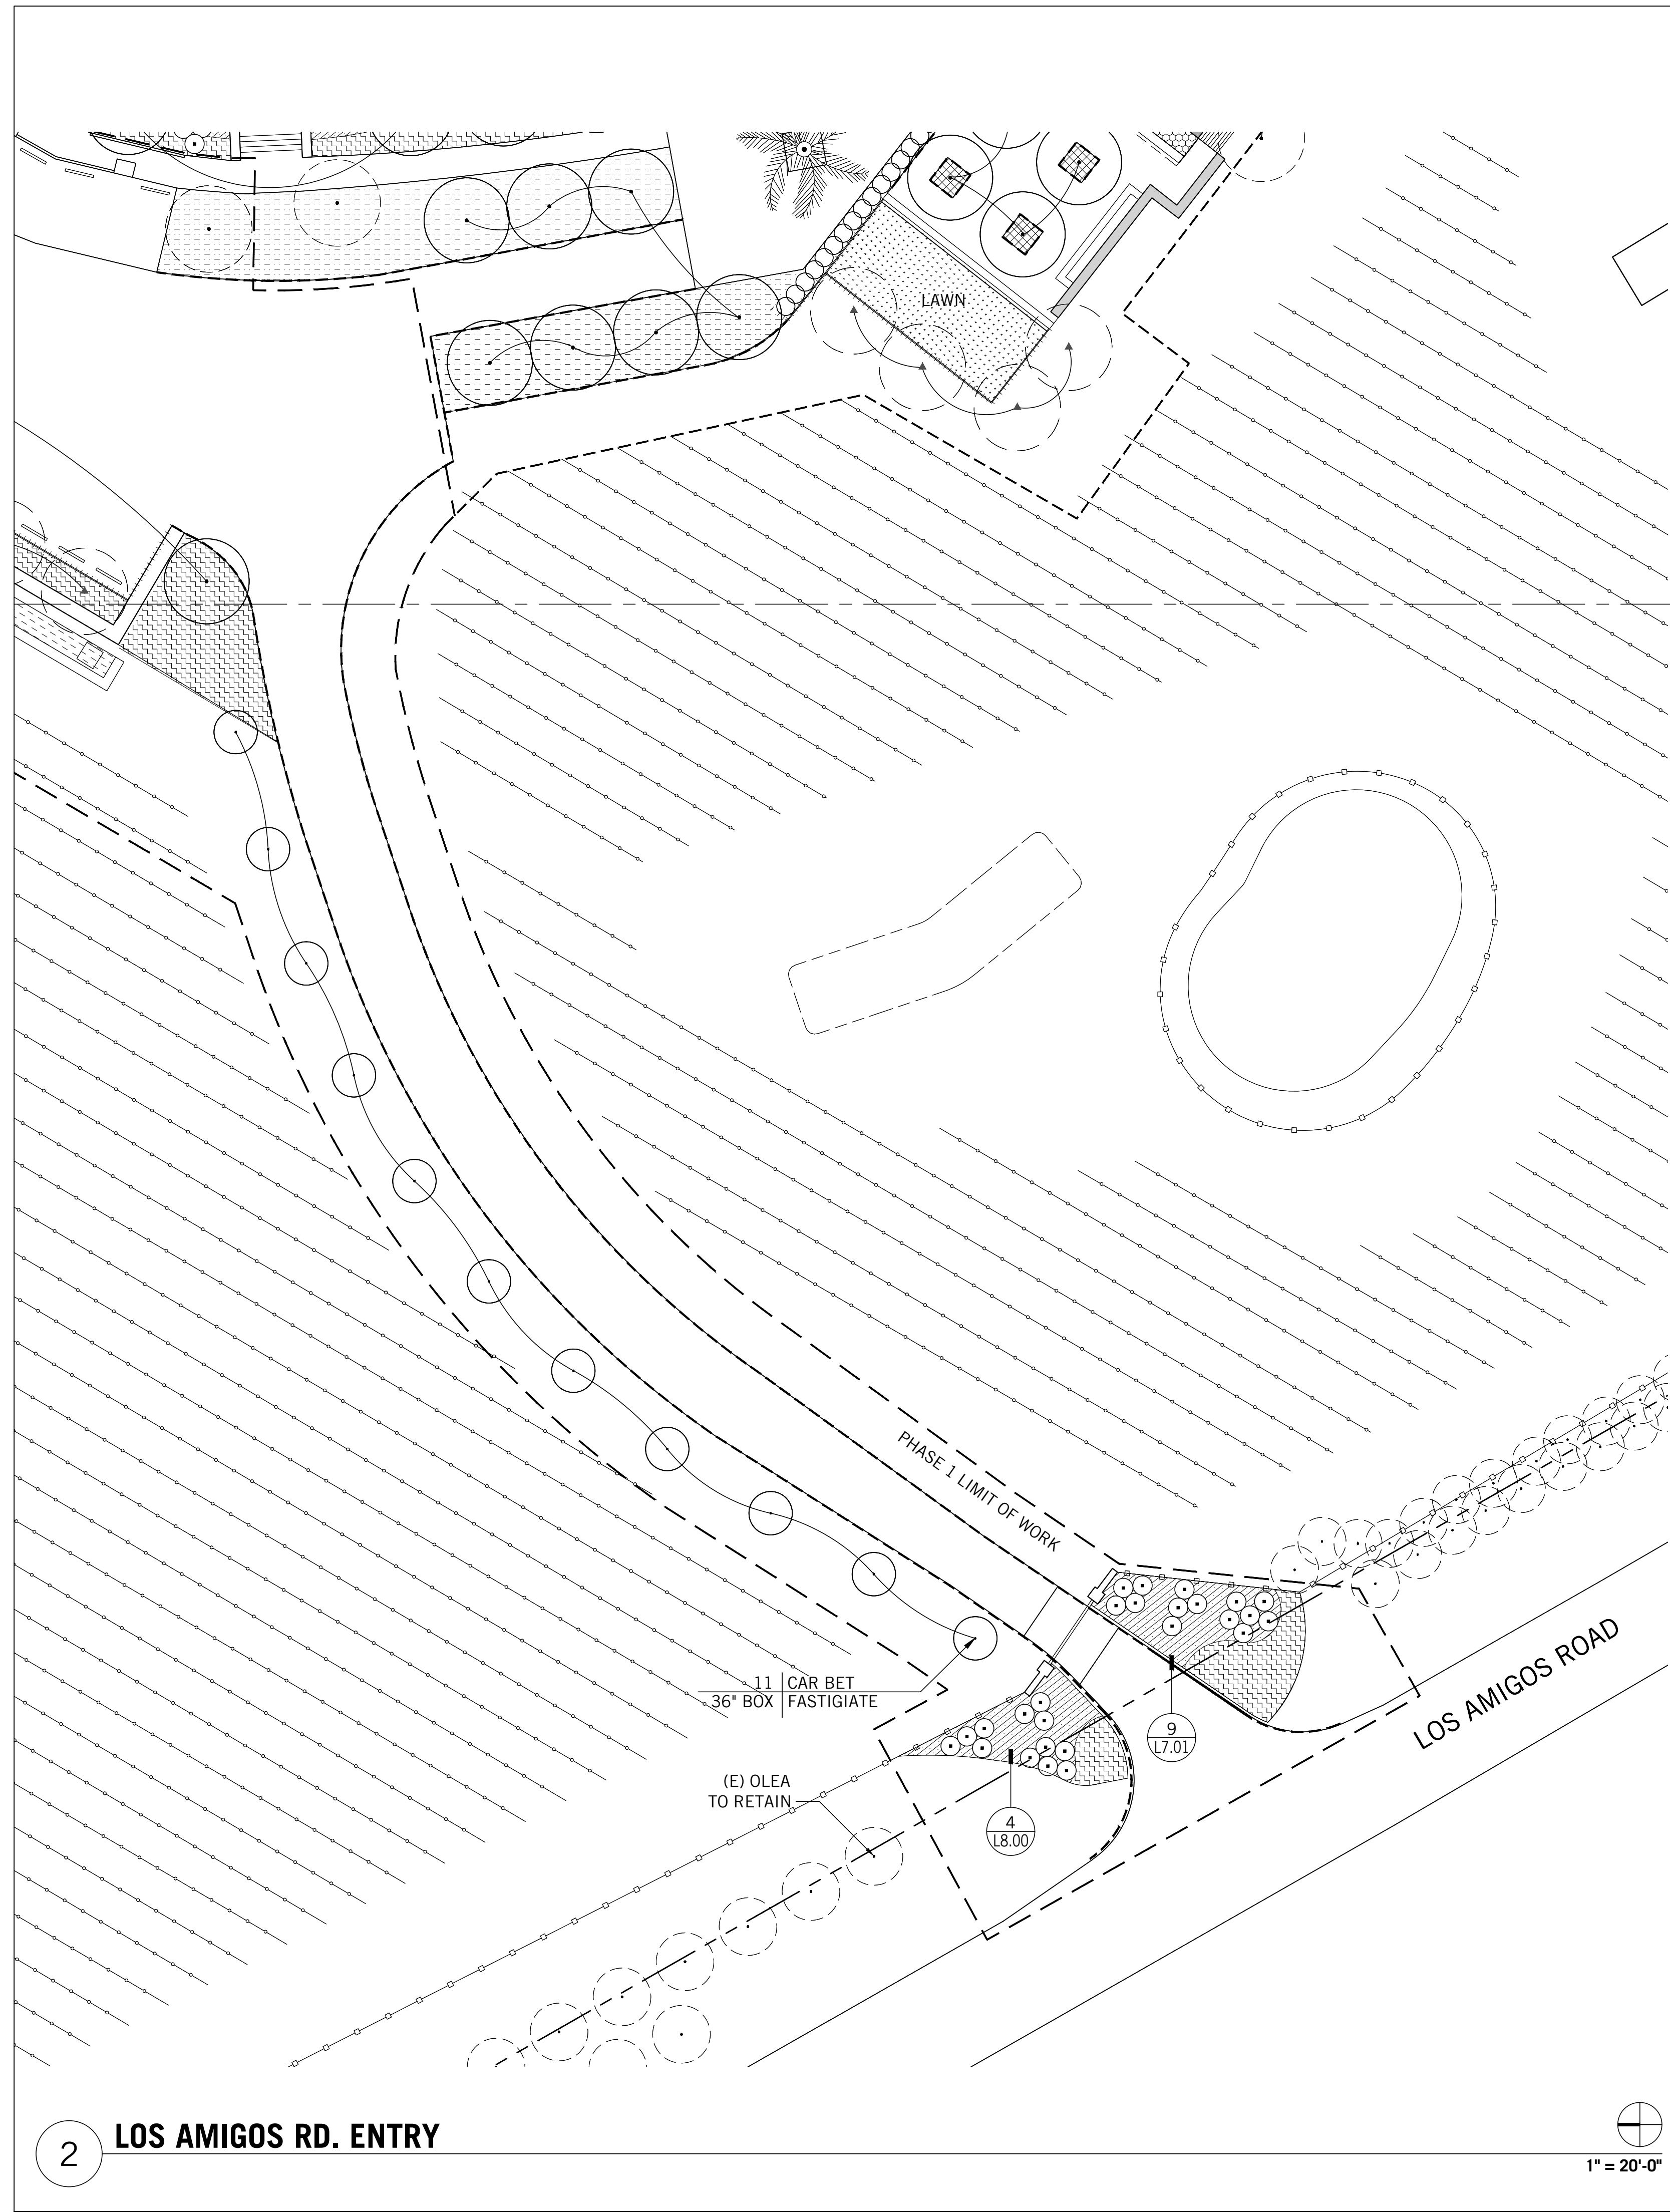 LAWN
PHASE 1 LIMIT OF WORK
LOS AMIGOS ROAD
11 CAR BET
36" BOX FASTIGIATE
9
L7.01
(E) OLEA
TO RETAIN
4
L8.00
2 LOS AMIGOS RD. ENTRY
1" = 20'-0"